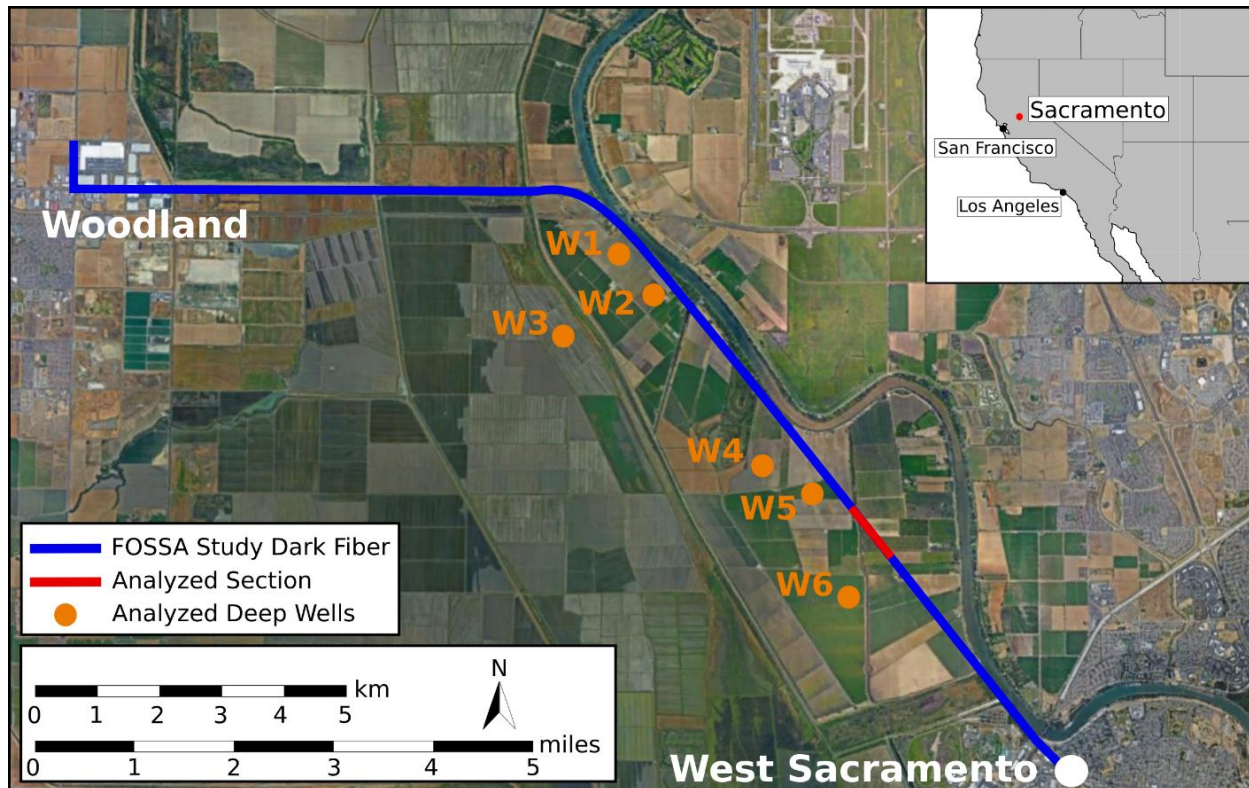 Sacramento
San Francisco
Los Angeles
Woodland
W1
W2
W3
W4
W5
W6
FOSSA Study Dark Fiber
Analyzed Section
Analyzed Deep Wells
N
km
0 1 2 3 4 5
miles
0 1 2 3 4 5
West Sacramento